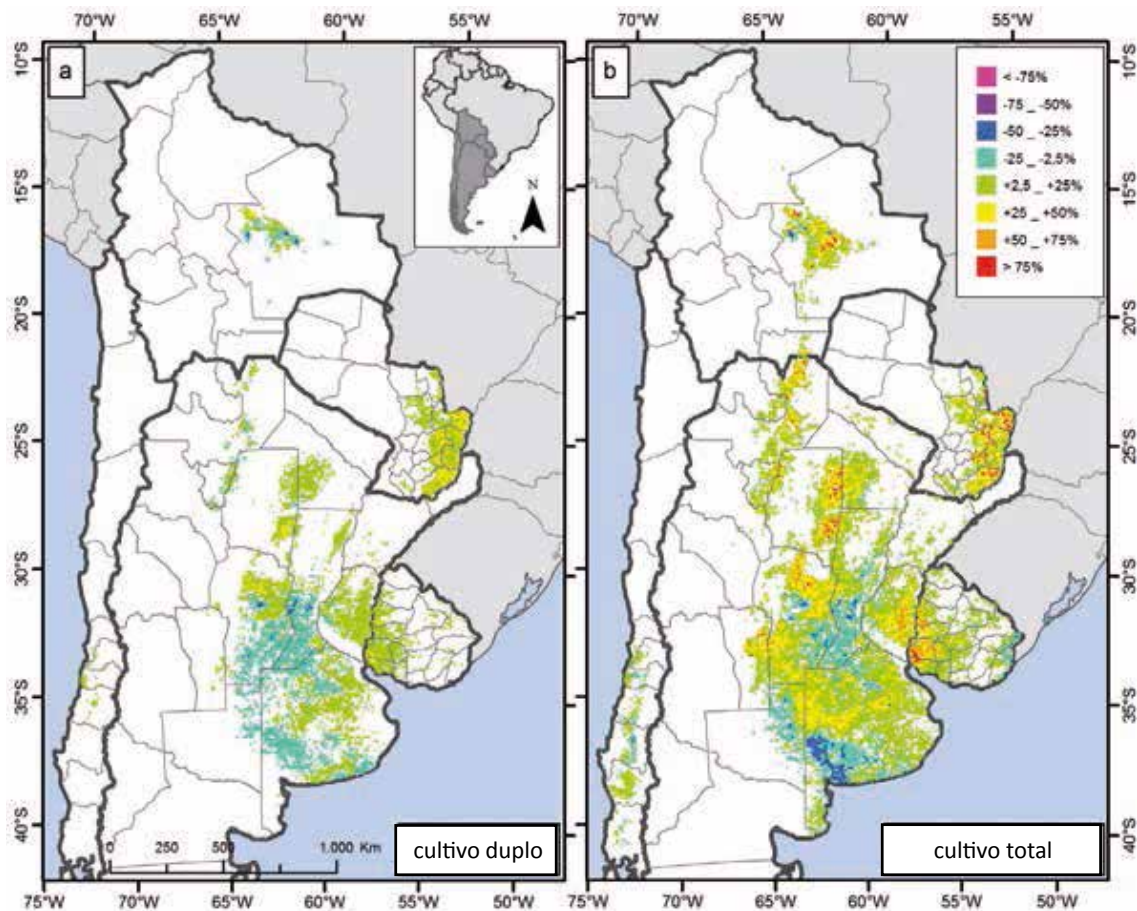 70°W 65°W 60°W 55°W
70°W 65°W 60°W 55°W
10°S
15°S
20°S
25°S
30°S
35°S
40°S
a
N
0 250 500 1.000 Km
cultivo duplo
b
< -75%
-75 _ -50%
-50 _ -25%
-25 _ -2.5%
+2.5 _ +25%
+25 _ +50%
+50 _ +75%
> 75%
cultivo total
10°S
15°S
20°S
25°S
30°S
35°S
40°S
75°W 70°W 65°W 60°W 55°W 50°W
75°W 70°W 65°W 60°W 55°W 50°W